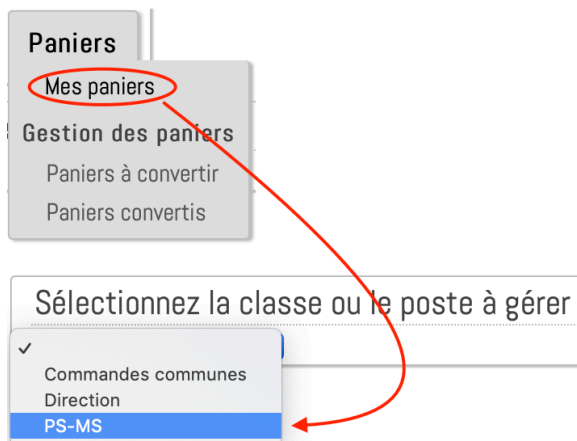 Paniers
Mes paniers
Gestion des paniers
Paniers à convertir
Paniers convertis
Sélectionnez la classe ou le poste à gérer
Commandes communes
Direction
PS-MS